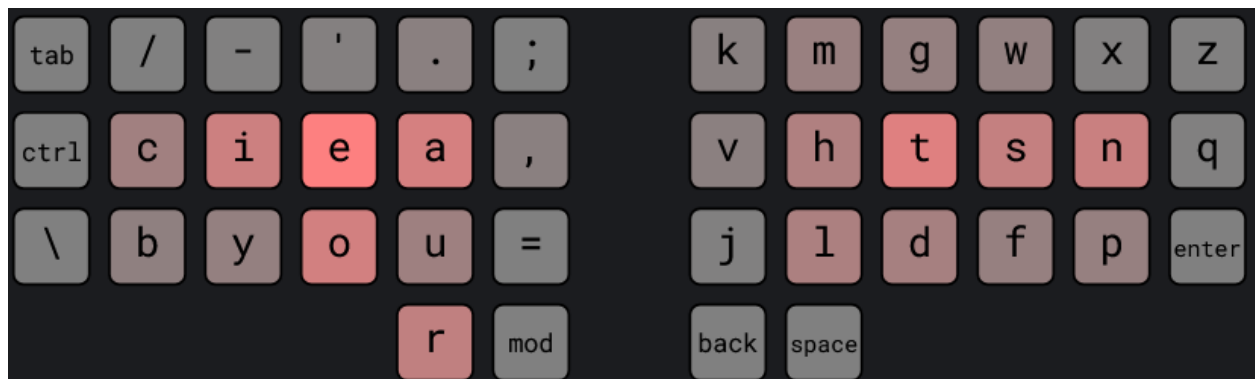 tab / - ' . ; k m g w x z
ctrl c i e a , v h t s n q
\ b y o u = j l d f p enter
r mod back space